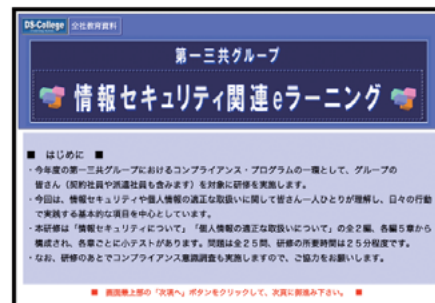 DS-College 全社教育資料
第一三共グループ
情報セキュリティ関連eラーニング
■ はじめに ■
・今年度の第一三共グループにおけるコンプライアンス・プログラムの一環として、グループの
皆さん（契約社員や派遣社員も含みます）を対象に研修を実施します。
・今回は、情報セキュリティや個人情報の適正な取扱いに関して皆さん一人ひとりが理解し、日々の行動
で実践する基本的な項目を中心としています。
・本研修は「情報セキュリティについて」「個人情報の適正な取扱いについて」の全2編、各編5章から
構成され、各章ごとに小テストがあります。問題は全25問、研修の所要時間は25分程度です。
・なお、研修のあとでコンプライアンス意識調査も実施しますので、ご協力をお願いします。
■ 画面最上部の「次頁へ」ボタンをクリックして、次頁に御進み下さい。 ■